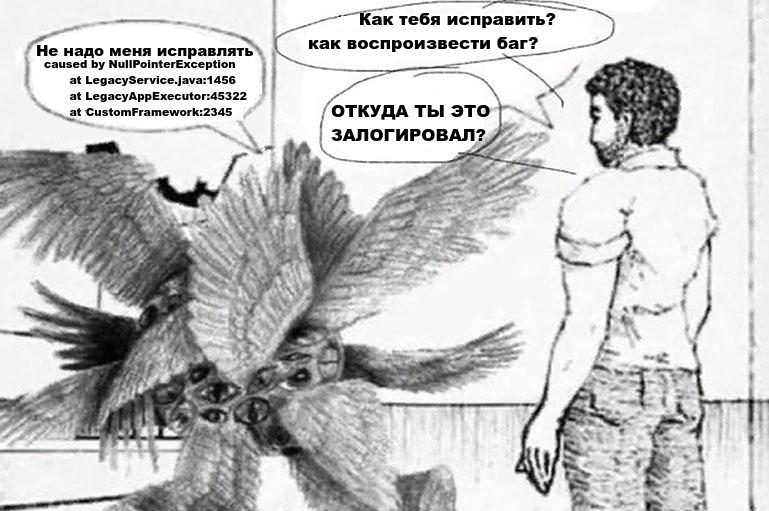 Не надо меня исправлять
caused by NullPointerException
at LegacyService.java:1456
at LegacyAppExecutor:45322
at CustomFramework:2345
Как тебя исправить?
как воспроизвести баг?
ОТКУДА ТЫ ЭТО
ЗАЛОГИРОВАЛ?